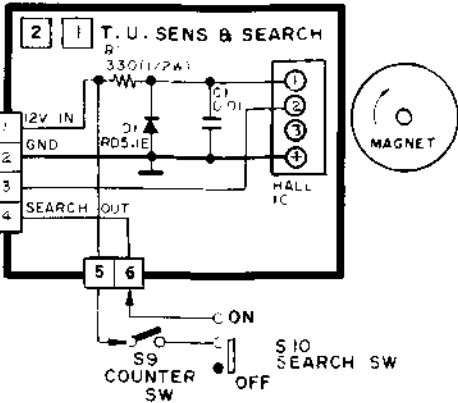 2 1 T. U. SENS & SEARCH
R1
330(1/2W)
1 12V IN
C1
0.01
1
2
3
4
D1
RD5.1E
2 GND
3
4 SEARCH OUT
HALL
IC
MAGNET
5 6
ON
S9
COUNTER
SW
S10
SEARCH SW
OFF